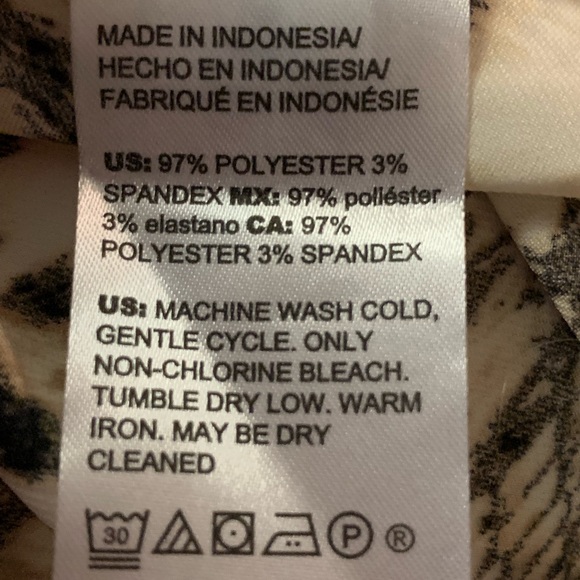 MADE IN INDONESIA/
HECHO EN INDONESIA/
FABRIQUÉ EN INDONÉSIE
US: 97% POLYESTER 3%
SPANDEX MX: 97% poliéster
3% elastano CA: 97%
POLYESTER 3% SPANDEX
US: MACHINE WASH COLD,
GENTLE CYCLE. ONLY
NON-CHLORINE BLEACH.
TUMBLE DRY LOW. WARM
IRON. MAY BE DRY
CLEANED
30 P ®